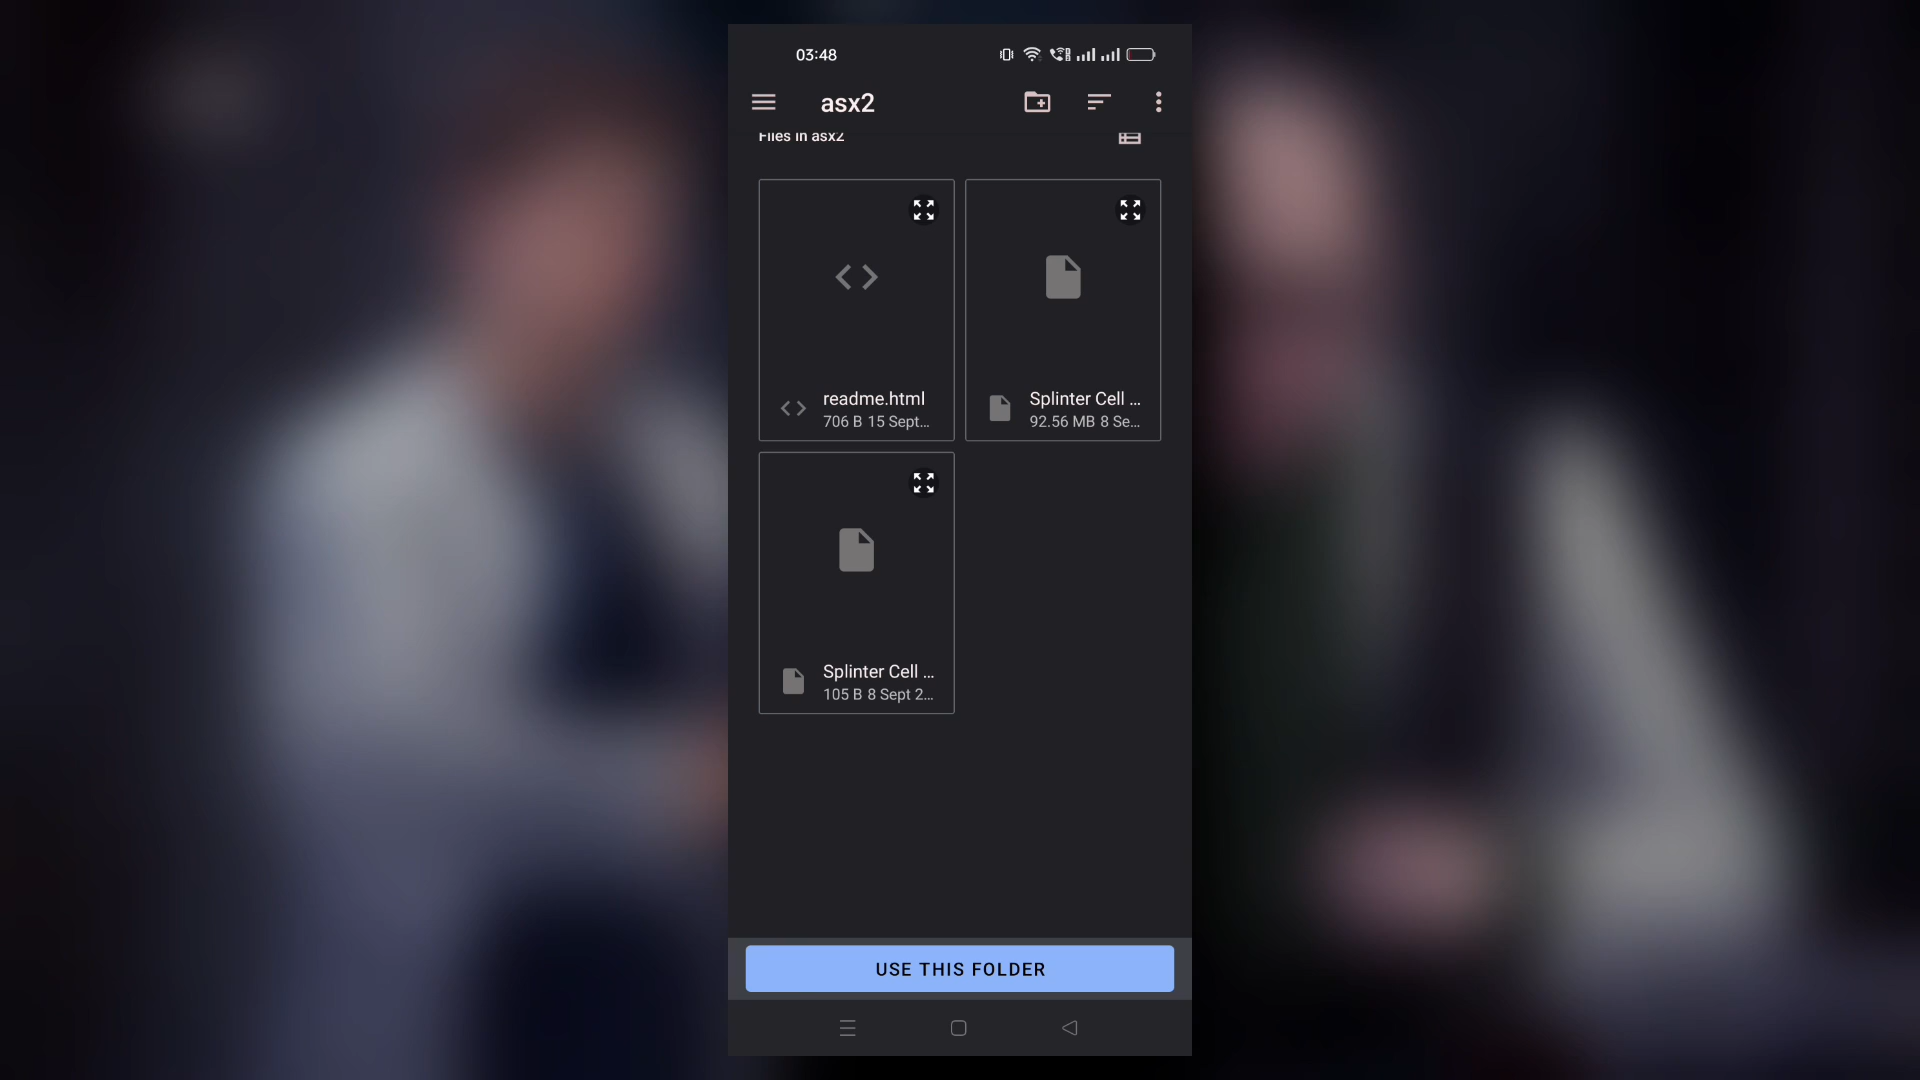 03:48
asx2
Files in asx2
readme.html
706 B 15 Sept...
Splinter Cell ...
92.56 MB 8 Se...
Splinter Cell ...
105 B 8 Sept 2...
USE THIS FOLDER